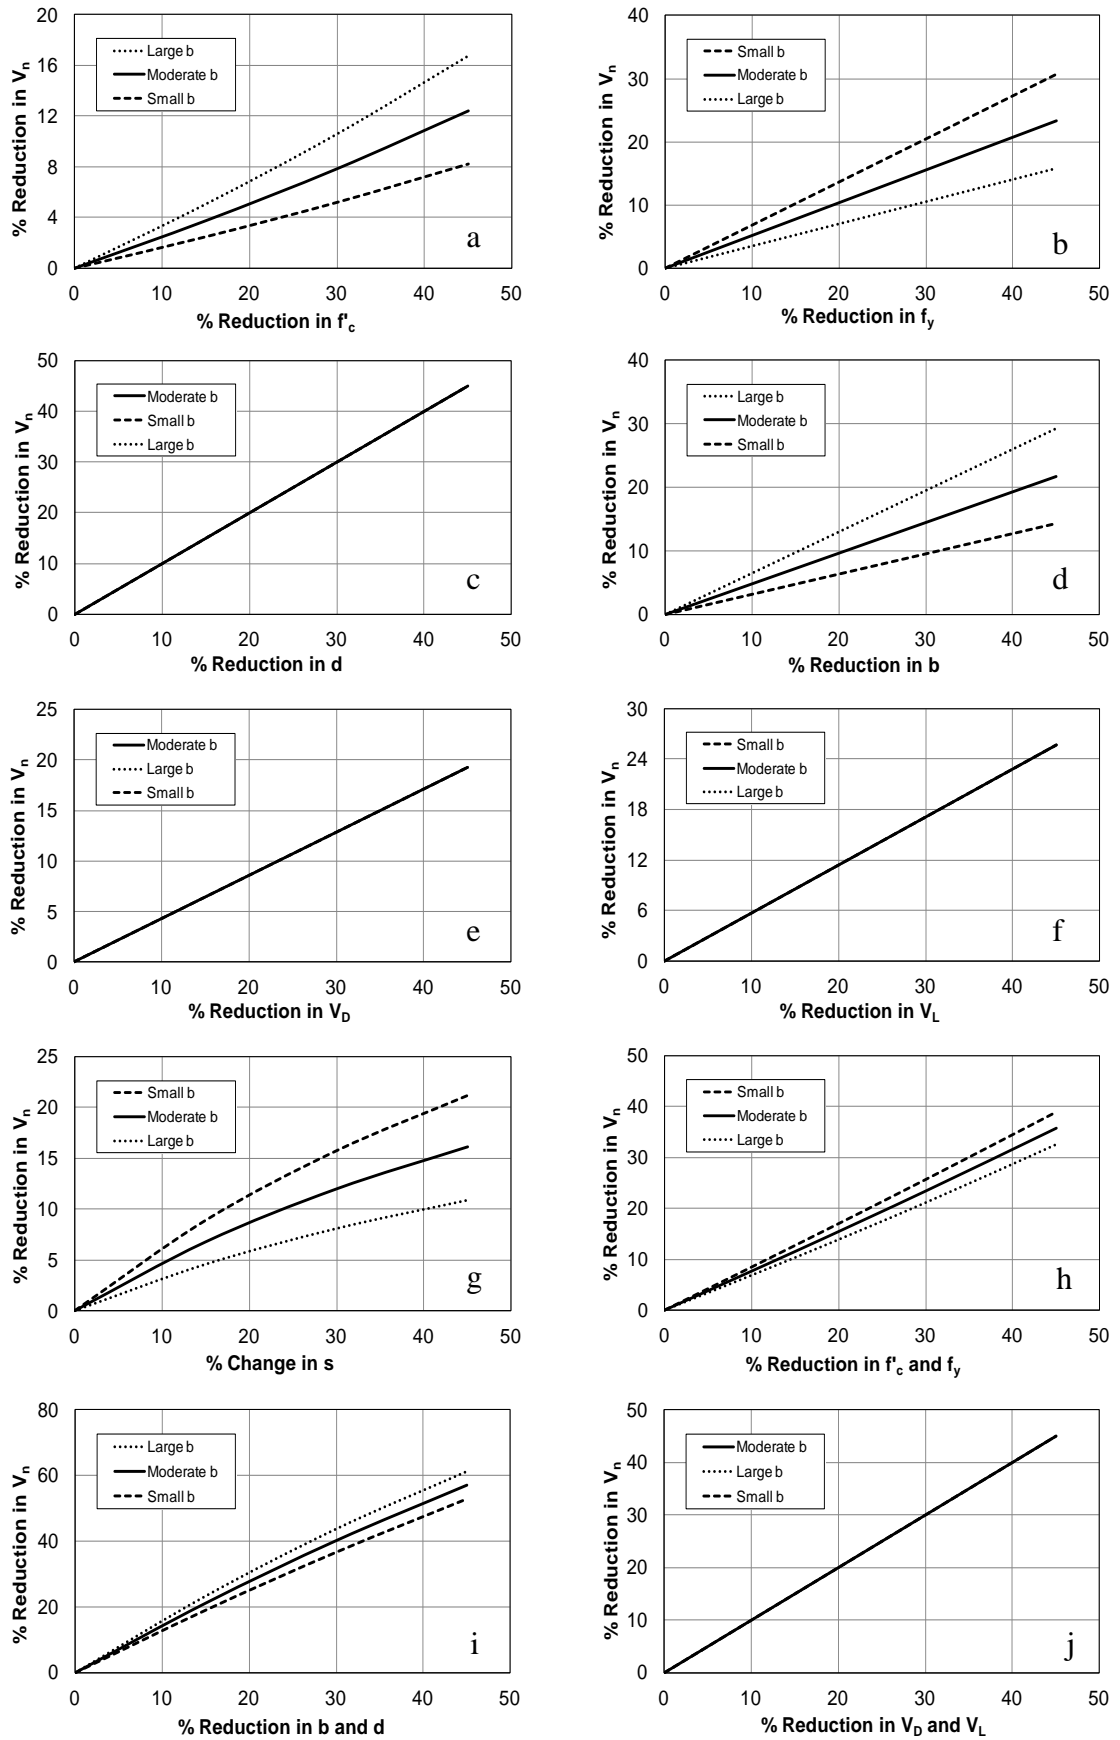 % Reduction in Vn
20
16
12
8
4
0
Large b
Moderate b
Small b
a
0 10 20 30 40 50
% Reduction in f'c
% Reduction in Vn
40
30
20
10
0
Small b
Moderate b
Large b
b
0 10 20 30 40 50
% Reduction in fy
% Reduction in Vn
50
40
30
20
10
0
Moderate b
Small b
Large b
c
0 10 20 30 40 50
% Reduction in d
% Reduction in Vn
40
30
20
10
0
Large b
Moderate b
Small b
d
0 10 20 30 40 50
% Reduction in b
% Reduction in Vn
25
20
15
10
5
0
Moderate b
Large b
Small b
e
0 10 20 30 40 50
% Reduction in VD
% Reduction in Vn
30
24
18
12
6
0
Small b
Moderate b
Large b
f
0 10 20 30 40 50
% Reduction in VL
% Reduction in Vn
25
20
15
10
5
0
Small b
Moderate b
Large b
g
0 10 20 30 40 50
% Change in s
% Reduction in Vn
50
40
30
20
10
0
Small b
Moderate b
Large b
h
0 10 20 30 40 50
% Reduction in f'c and fy
% Reduction in Vn
80
60
40
20
0
Large b
Moderate b
Small b
i
0 10 20 30 40 50
% Reduction in b and d
% Reduction in Vn
50
40
30
20
10
0
Moderate b
Large b
Small b
j
0 10 20 30 40 50
% Reduction in VD and VL